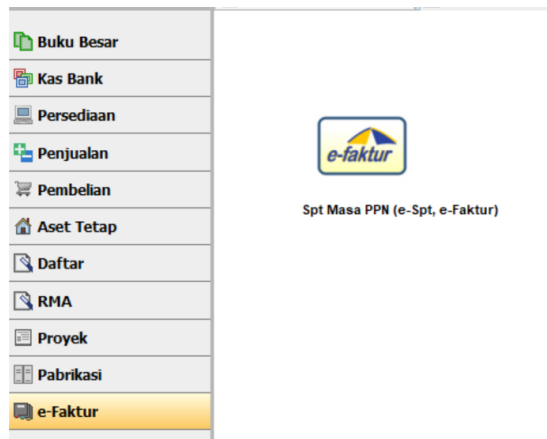 Buku Besar
Kas Bank
Persediaan
Penjualan
Pembelian
Aset Tetap
Daftar
RMA
Proyek
Pabrikasi
e-Faktur
e-faktur
Spt Masa PPN (e-Spt, e-Faktur)